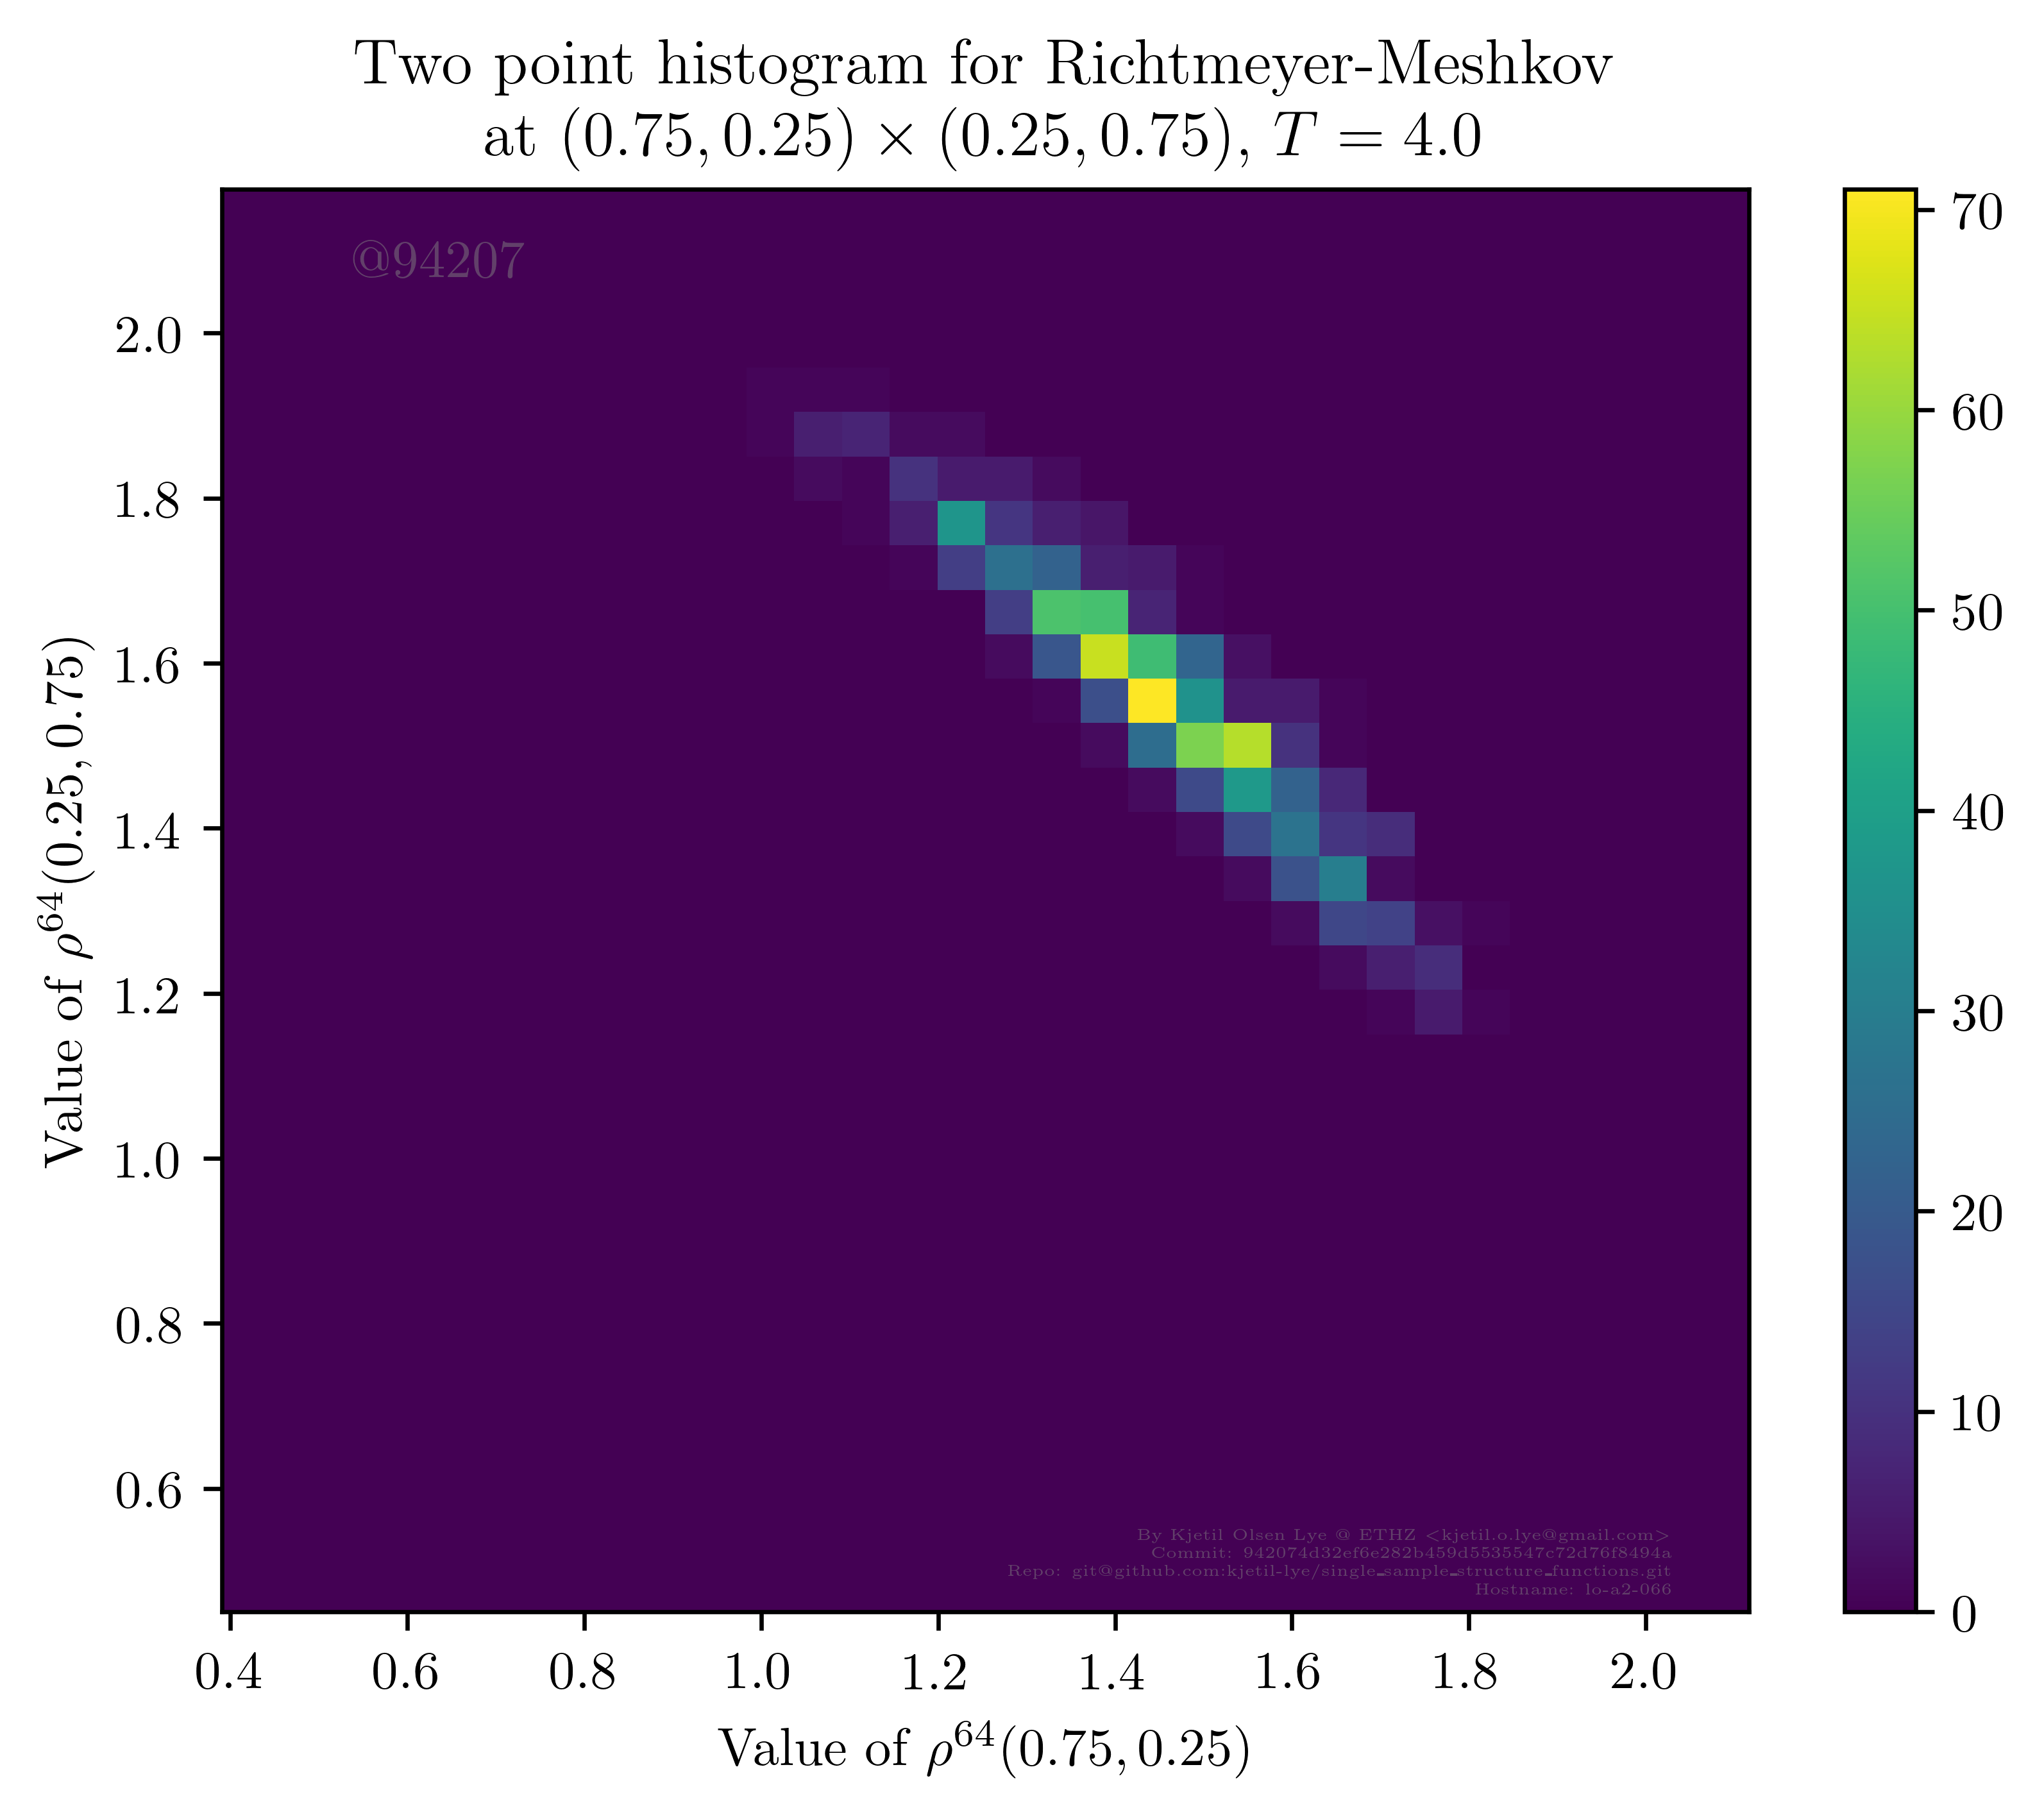 Two point histogram for Richtmeyer-Meshkov
at (0.75, 0.25) × (0.25, 0.75), T = 4.0
@94207
70
60
50
40
30
20
10
0
2.0
1.8
1.6
1.4
1.2
1.0
0.8
0.6
Value of ρ^64(0.25, 0.75)
By Kjetil Olsen Lye @ ETHZ <kjetil.o.lye@gmail.com>
Commit: 942074d32ef6e282b459d5535547c72d76f8494a
Repo: git@github.com:kjetil-lye/single_sample_structure_functions.git
Hostname: lo-a2-066
0.4 0.6 0.8 1.0 1.2 1.4 1.6 1.8 2.0
Value of ρ^64(0.75, 0.25)